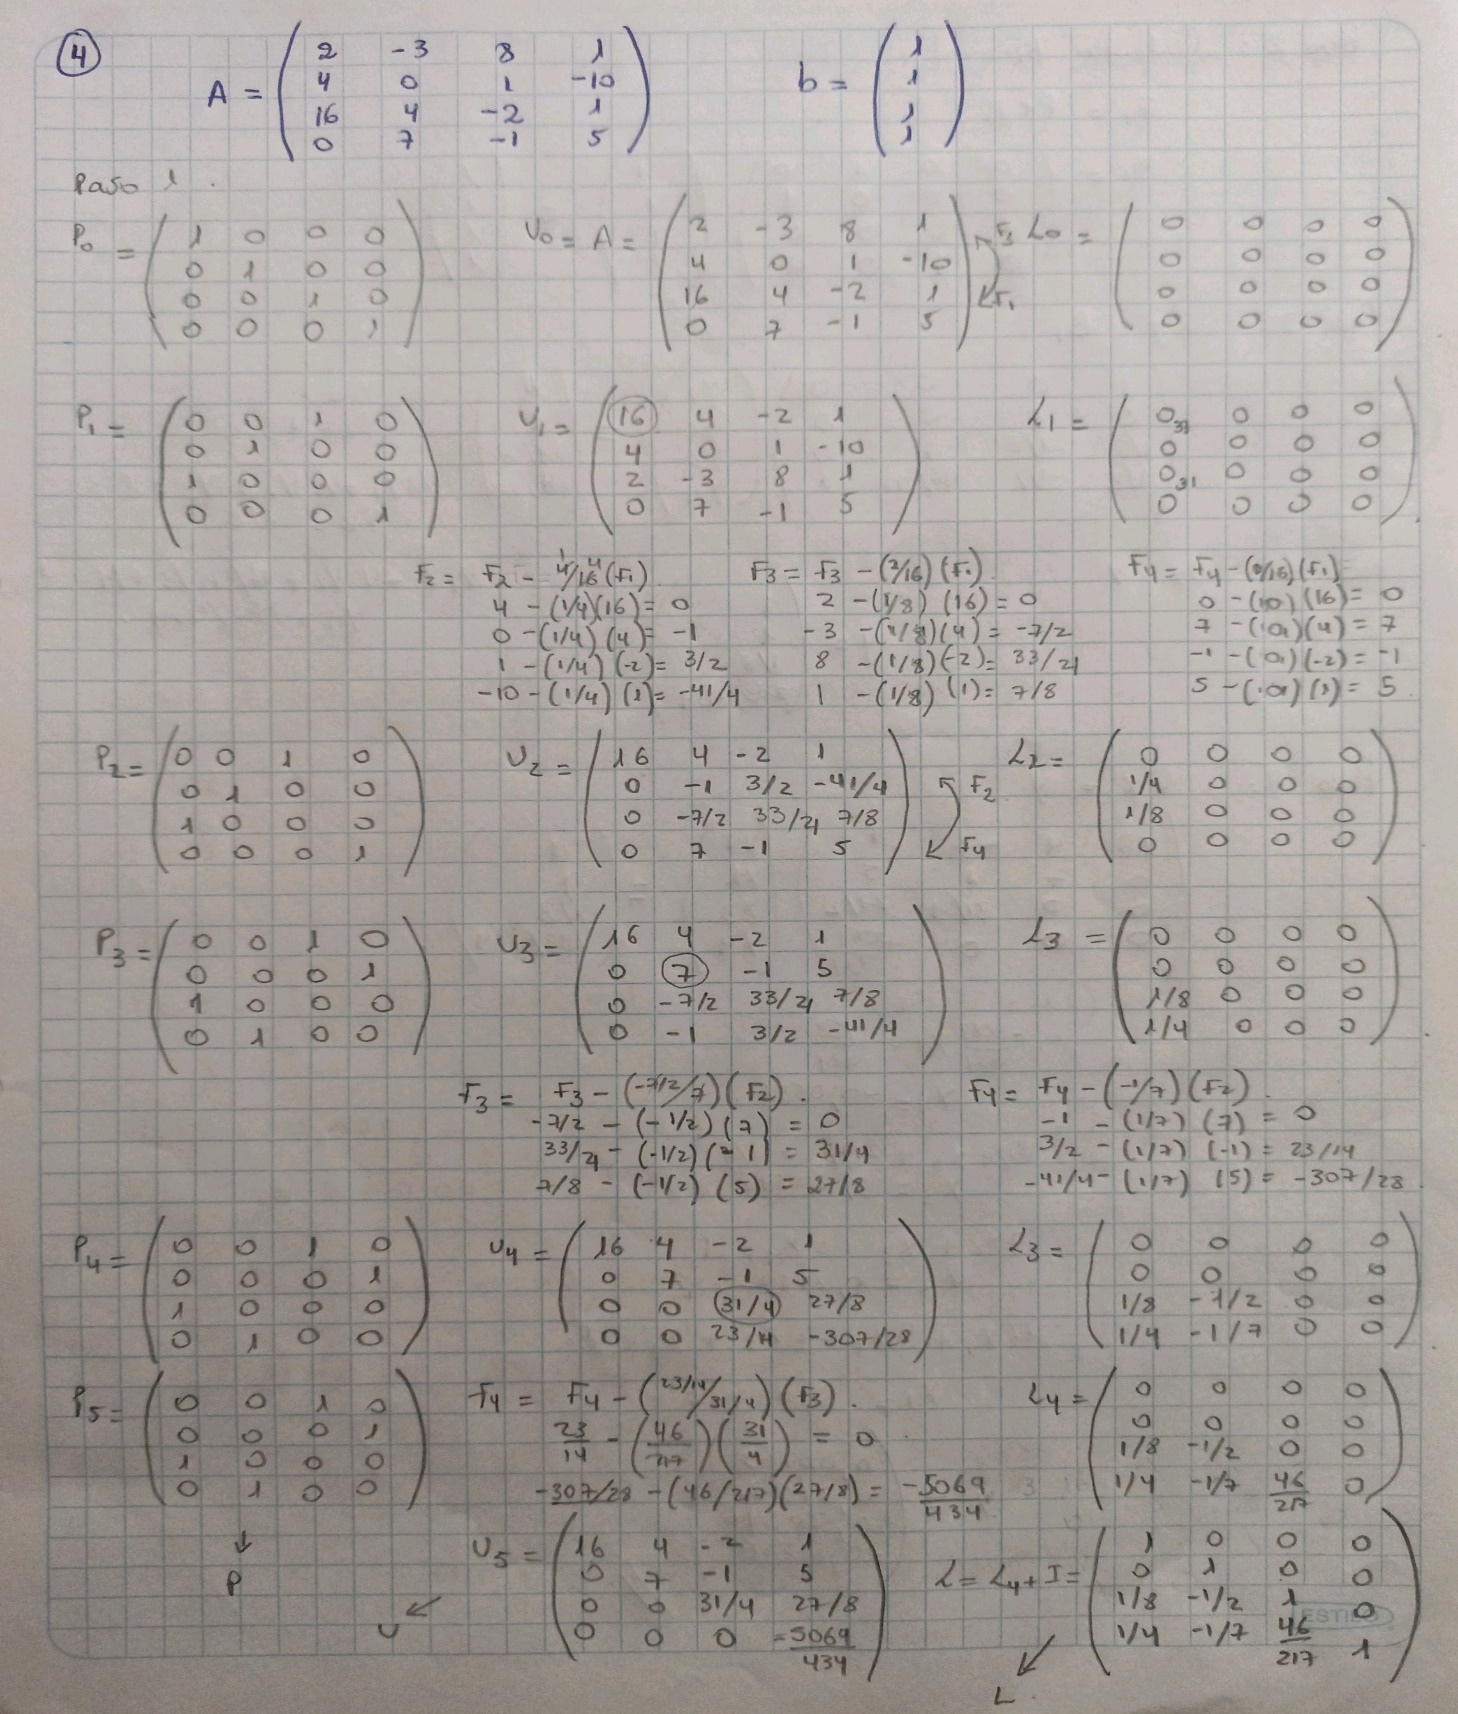 4
A = ( 2 -3 8 1
4 0 1 -10
16 4 -2 1
0 7 -1 5 )
b = ( 1
1
1
1 )
Paso 1.
P0 = ( 1 0 0 0
0 1 0 0
0 0 1 0
0 0 0 1 )
U0 = A = ( 2 -3 8 1
4 0 1 -10
16 4 -2 1
0 7 -1 5 )
F3
F1
L0 = ( 0 0 0 0
0 0 0 0
0 0 0 0
0 0 0 0 )
P1 = ( 0 0 1 0
0 1 0 0
1 0 0 0
0 0 0 1 )
U1 = ( 16 4 -2 1
4 0 1 -10
2 -3 8 1
0 7 -1 5 )
L1 = ( 0 31 0 0 0
0 0 0 0
0 31 0 0 0
0 0 0 0 )
F2 = F2 - 4/16 (F1)
4 - (1/4)(16) = 0
0 - (1/4)(4) = -1
1 - (1/4)(-2) = 3/2
-10 - (1/4)(1) = -41/4
F3 = F3 - (2/16)(F1)
2 - (1/8)(16) = 0
-3 - (1/8)(4) = -7/2
8 - (1/8)(-2) = 33/4
1 - (1/8)(1) = 7/8
F4 = F4 - (0/16)(F1)
0 - ( )(16) = 0
7 - ( )(4) = 7
-1 - ( )(-2) = -1
5 - ( )(1) = 5
P2 = ( 0 0 1 0
0 1 0 0
1 0 0 0
0 0 0 1 )
U2 = ( 16 4 -2 1
0 -1 3/2 -41/4
0 -7/2 33/4 7/8
0 7 -1 5 )
F2
F4
L2 = ( 0 0 0 0
1/4 0 0 0
1/8 0 0 0
0 0 0 0 )
P3 = ( 0 0 1 0
0 0 0 1
1 0 0 0
0 1 0 0 )
U3 = ( 16 4 -2 1
0 7 -1 5
0 -7/2 33/4 7/8
0 -1 3/2 -41/4 )
L3 = ( 0 0 0 0
0 0 0 0
1/8 0 0 0
1/4 0 0 0 )
F3 = F3 - (-7/2/7)(F2).
-7/2 - (-1/2)(7) = 0
33/4 - (-1/2)(-1) = 31/4
7/8 - (-1/2)(5) = 27/8
F4 = F4 - (-1/7)(F2)
-1 - (1/7)(7) = 0
3/2 - (1/7)(-1) = 23/14
-41/4 - (1/7)(5) = -307/28
P4 = ( 0 0 1 0
0 0 0 1
1 0 0 0
0 1 0 0 )
U4 = ( 16 4 -2 1
0 7 -1 5
0 0 31/4 27/8
0 0 23/14 -307/28 )
L3 = ( 0 0 0 0
0 0 0 0
1/8 -1/2 0 0
1/4 -1/7 0 0 )
P5 = ( 0 0 1 0
0 0 0 1
1 0 0 0
0 1 0 0 )
F4 = F4 - (23/14/31/4)(F3).
23/14 - (46/217)(31/4) = 0
-307/28 - (46/217)(27/8) = -5069/434
L4 = ( 0 0 0 0
0 0 0 0
1/8 -1/2 0 0
1/4 -1/7 46/217 0 )
↓
P
U5 = ( 16 4 -2 1
0 7 -1 5
0 0 31/4 27/8
0 0 0 -5069/434 )
U
L = L4 + I = ( 1 0 0 0
0 1 0 0
1/8 -1/2 1 0
1/4 -1/7 46/217 1 )
L.